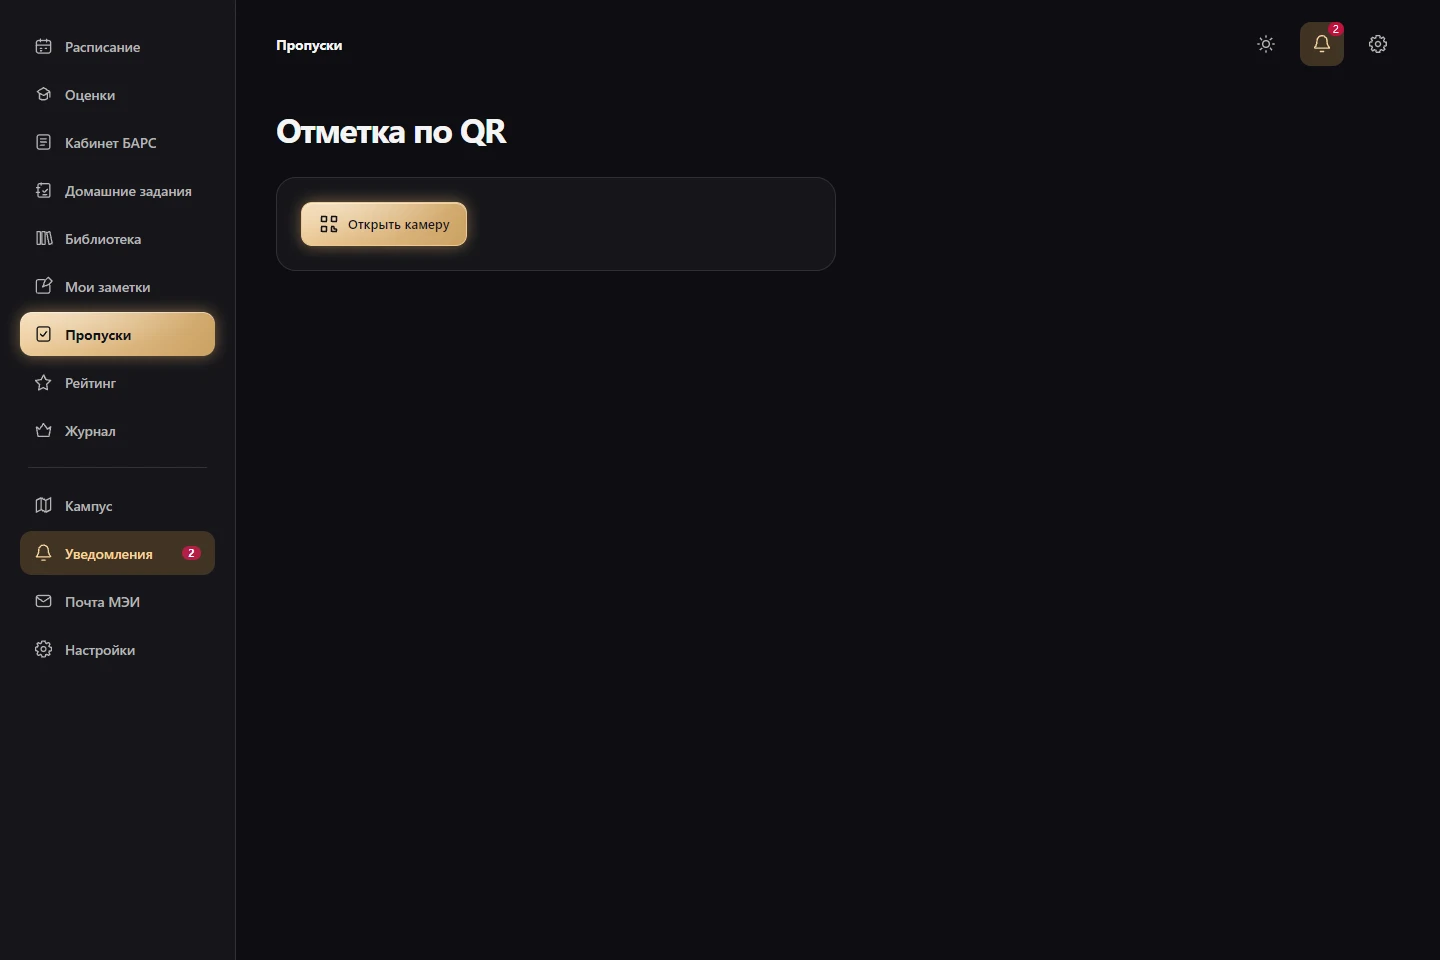 Расписание
Оценки
Кабинет БАРС
Домашние задания
Библиотека
Мои заметки
Пропуски
Рейтинг
Журнал
Кампус
Уведомления 2
Почта МЭИ
Настройки
Пропуски
2
Отметка по QR
Открыть камеру